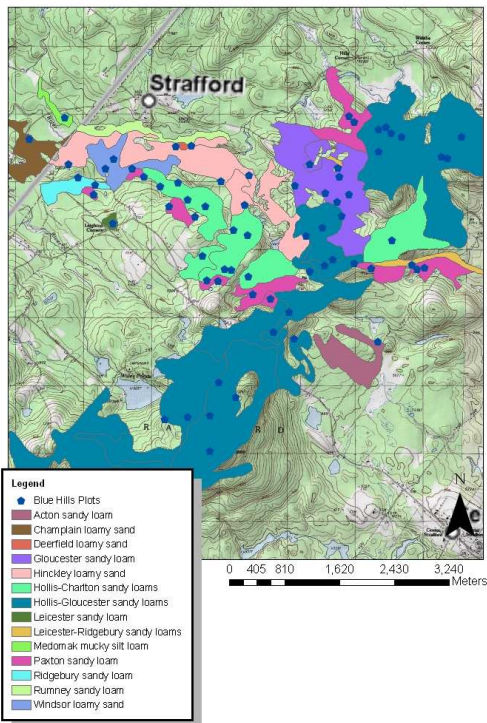 Strafford
R A R D
N
0 405 810 1,620 2,430 3,240
Meters
Legend
Blue Hills Plots
Acton sandy loam
Champlain loamy sand
Deerfield loamy sand
Gloucester sandy loam
Hinckley loamy sand
Hollis-Charlton sandy loams
Hollis-Gloucester sandy loams
Leicester sandy loam
Leicester-Ridgebury sandy loams
Medomak mucky silt loam
Paxton sandy loam
Ridgebury sandy loam
Rumney sandy loam
Windsor loamy sand